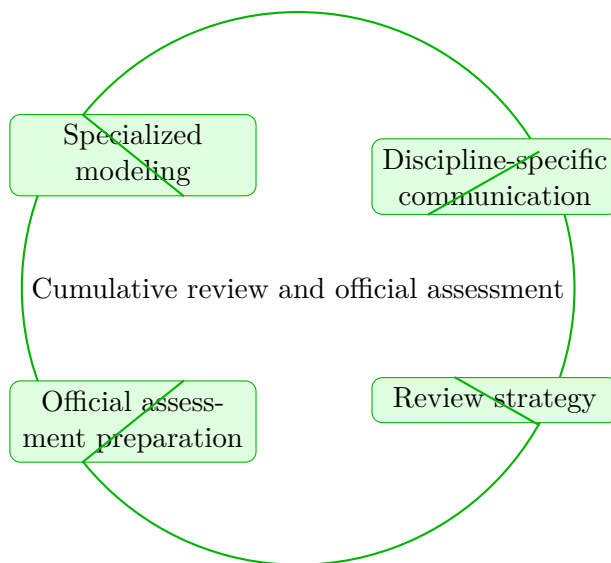 Specialized
modeling
Discipline-specific
communication
Cumulative review and official assessment
Official assess-
ment preparation
Review strategy